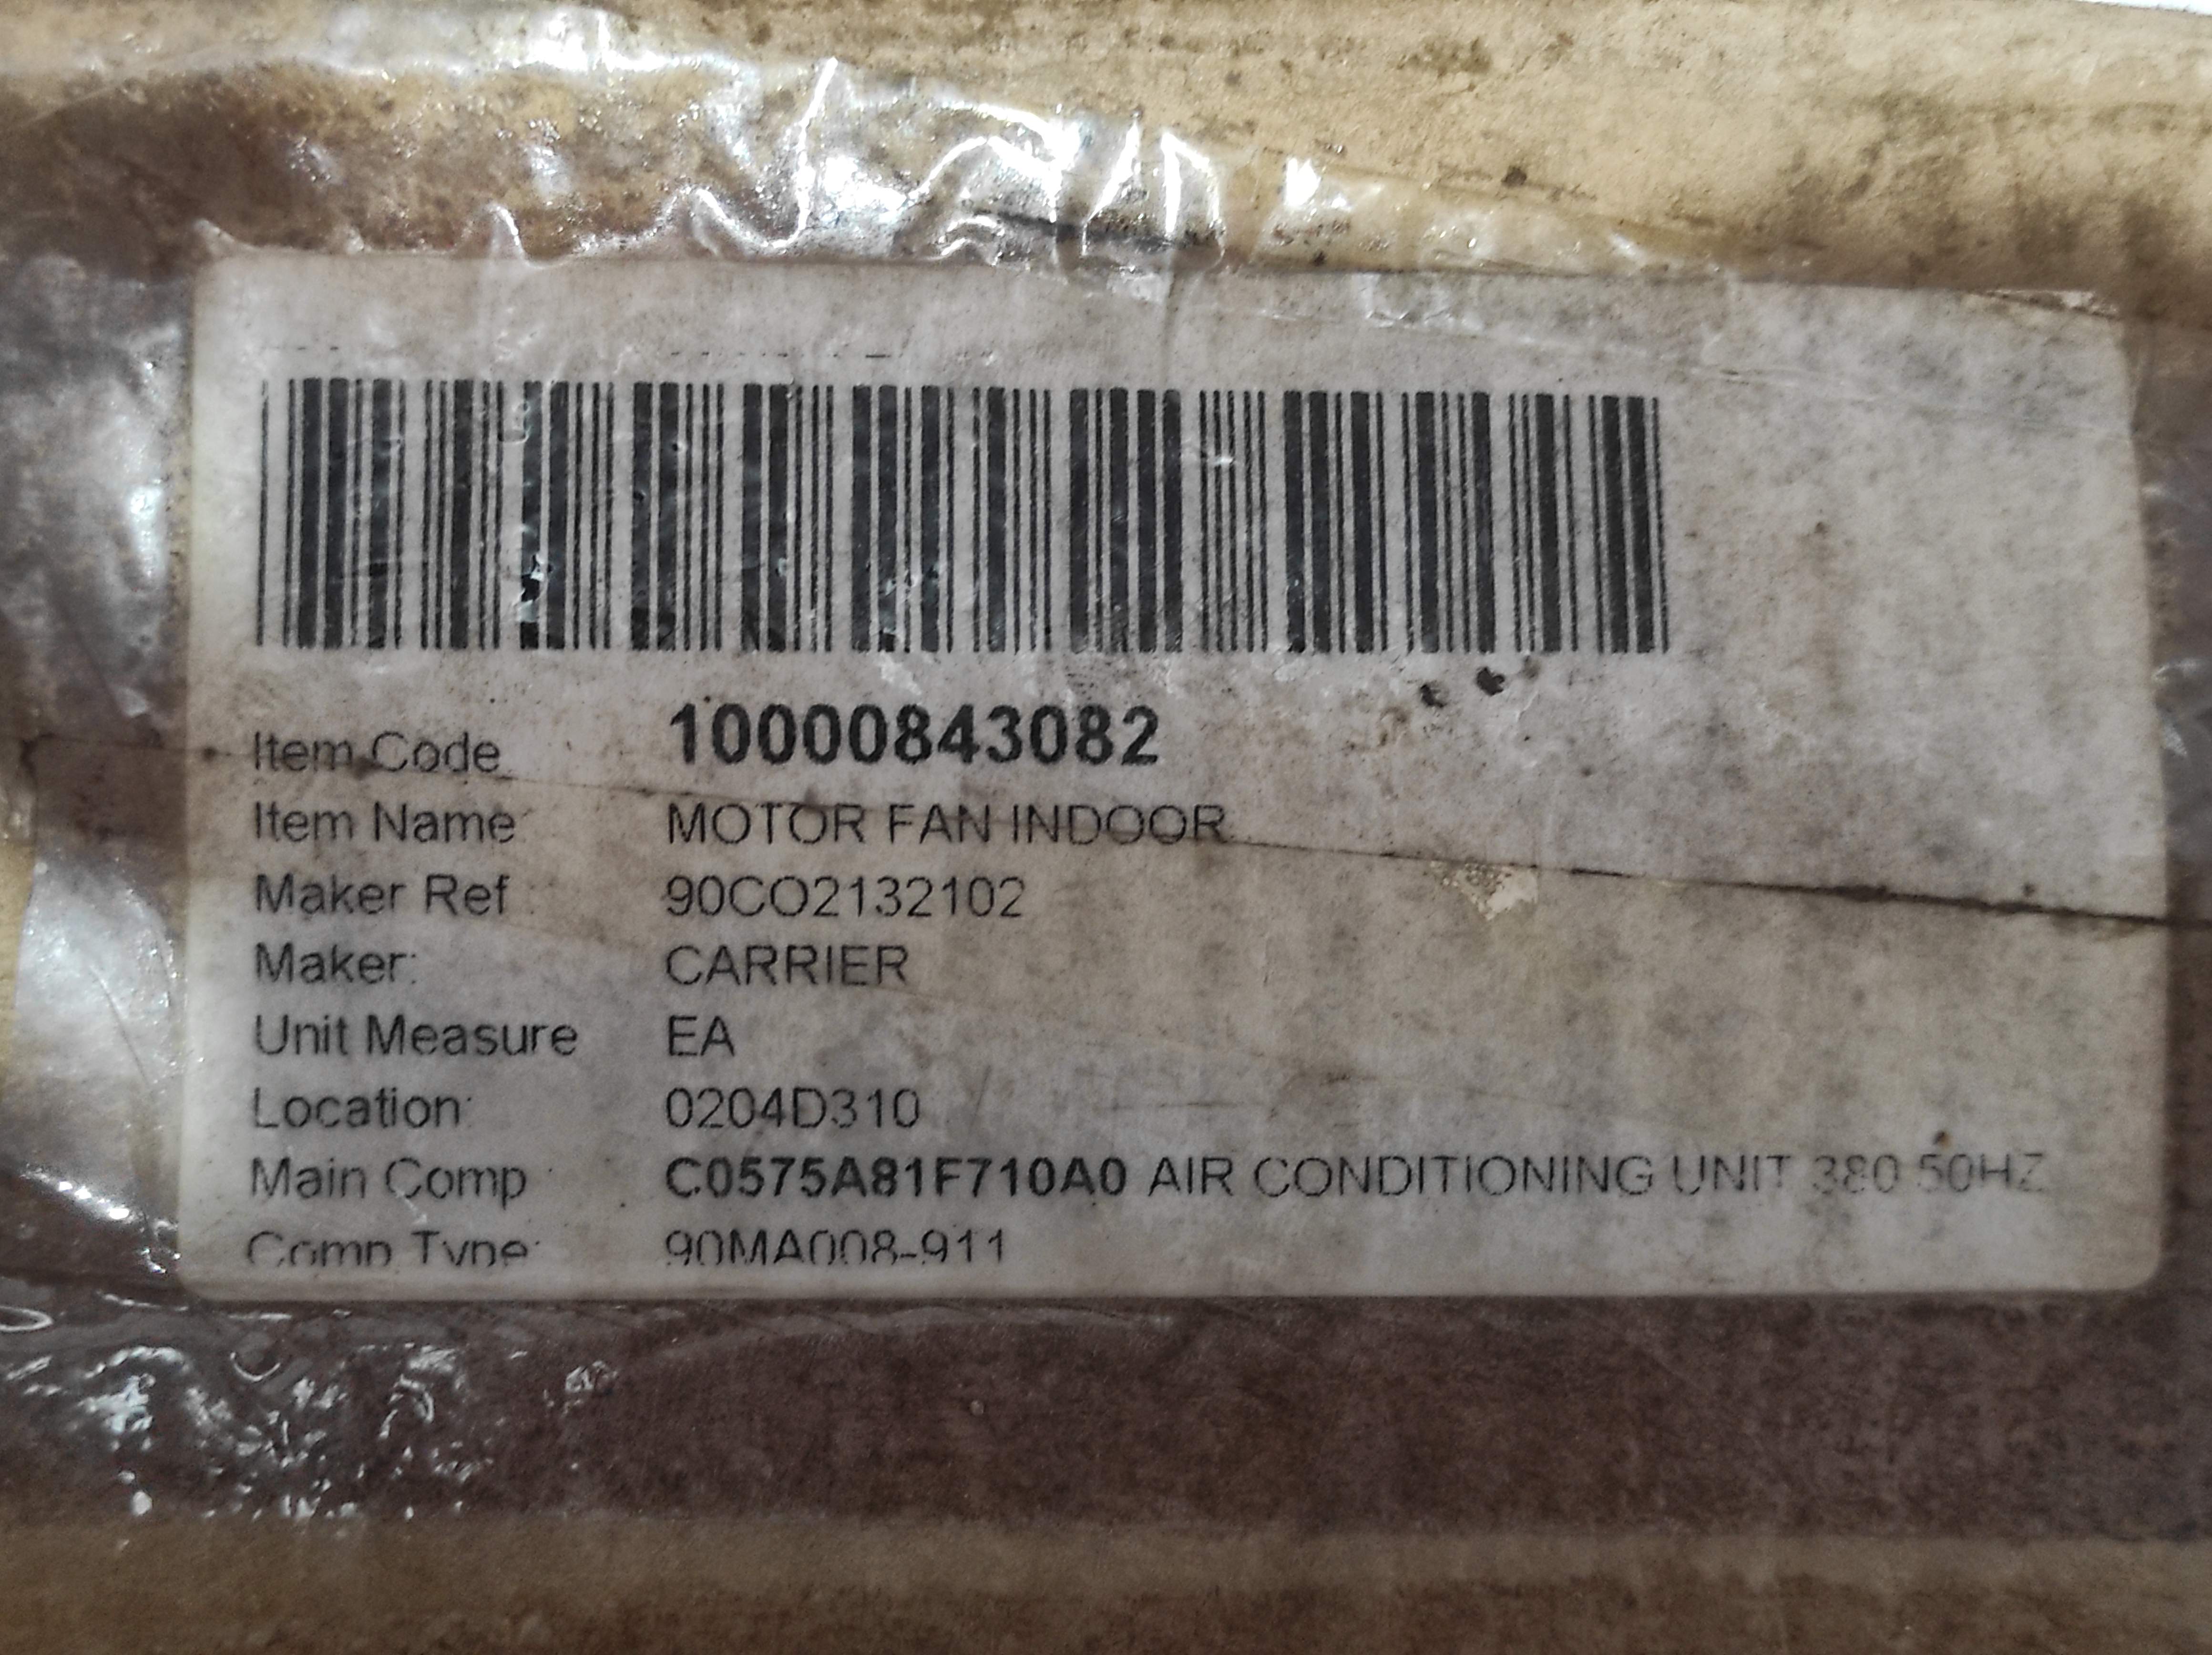 Item Code 10000843082
Item Name: MOTOR FAN INDOOR
Maker Ref : 90CO2132102
Maker: CARRIER
Unit Measure EA
Location: 0204D310
Main Comp : C0575A81F710A0 AIR CONDITIONING UNIT 380 50HZ
Comp Type: 90MA008-911